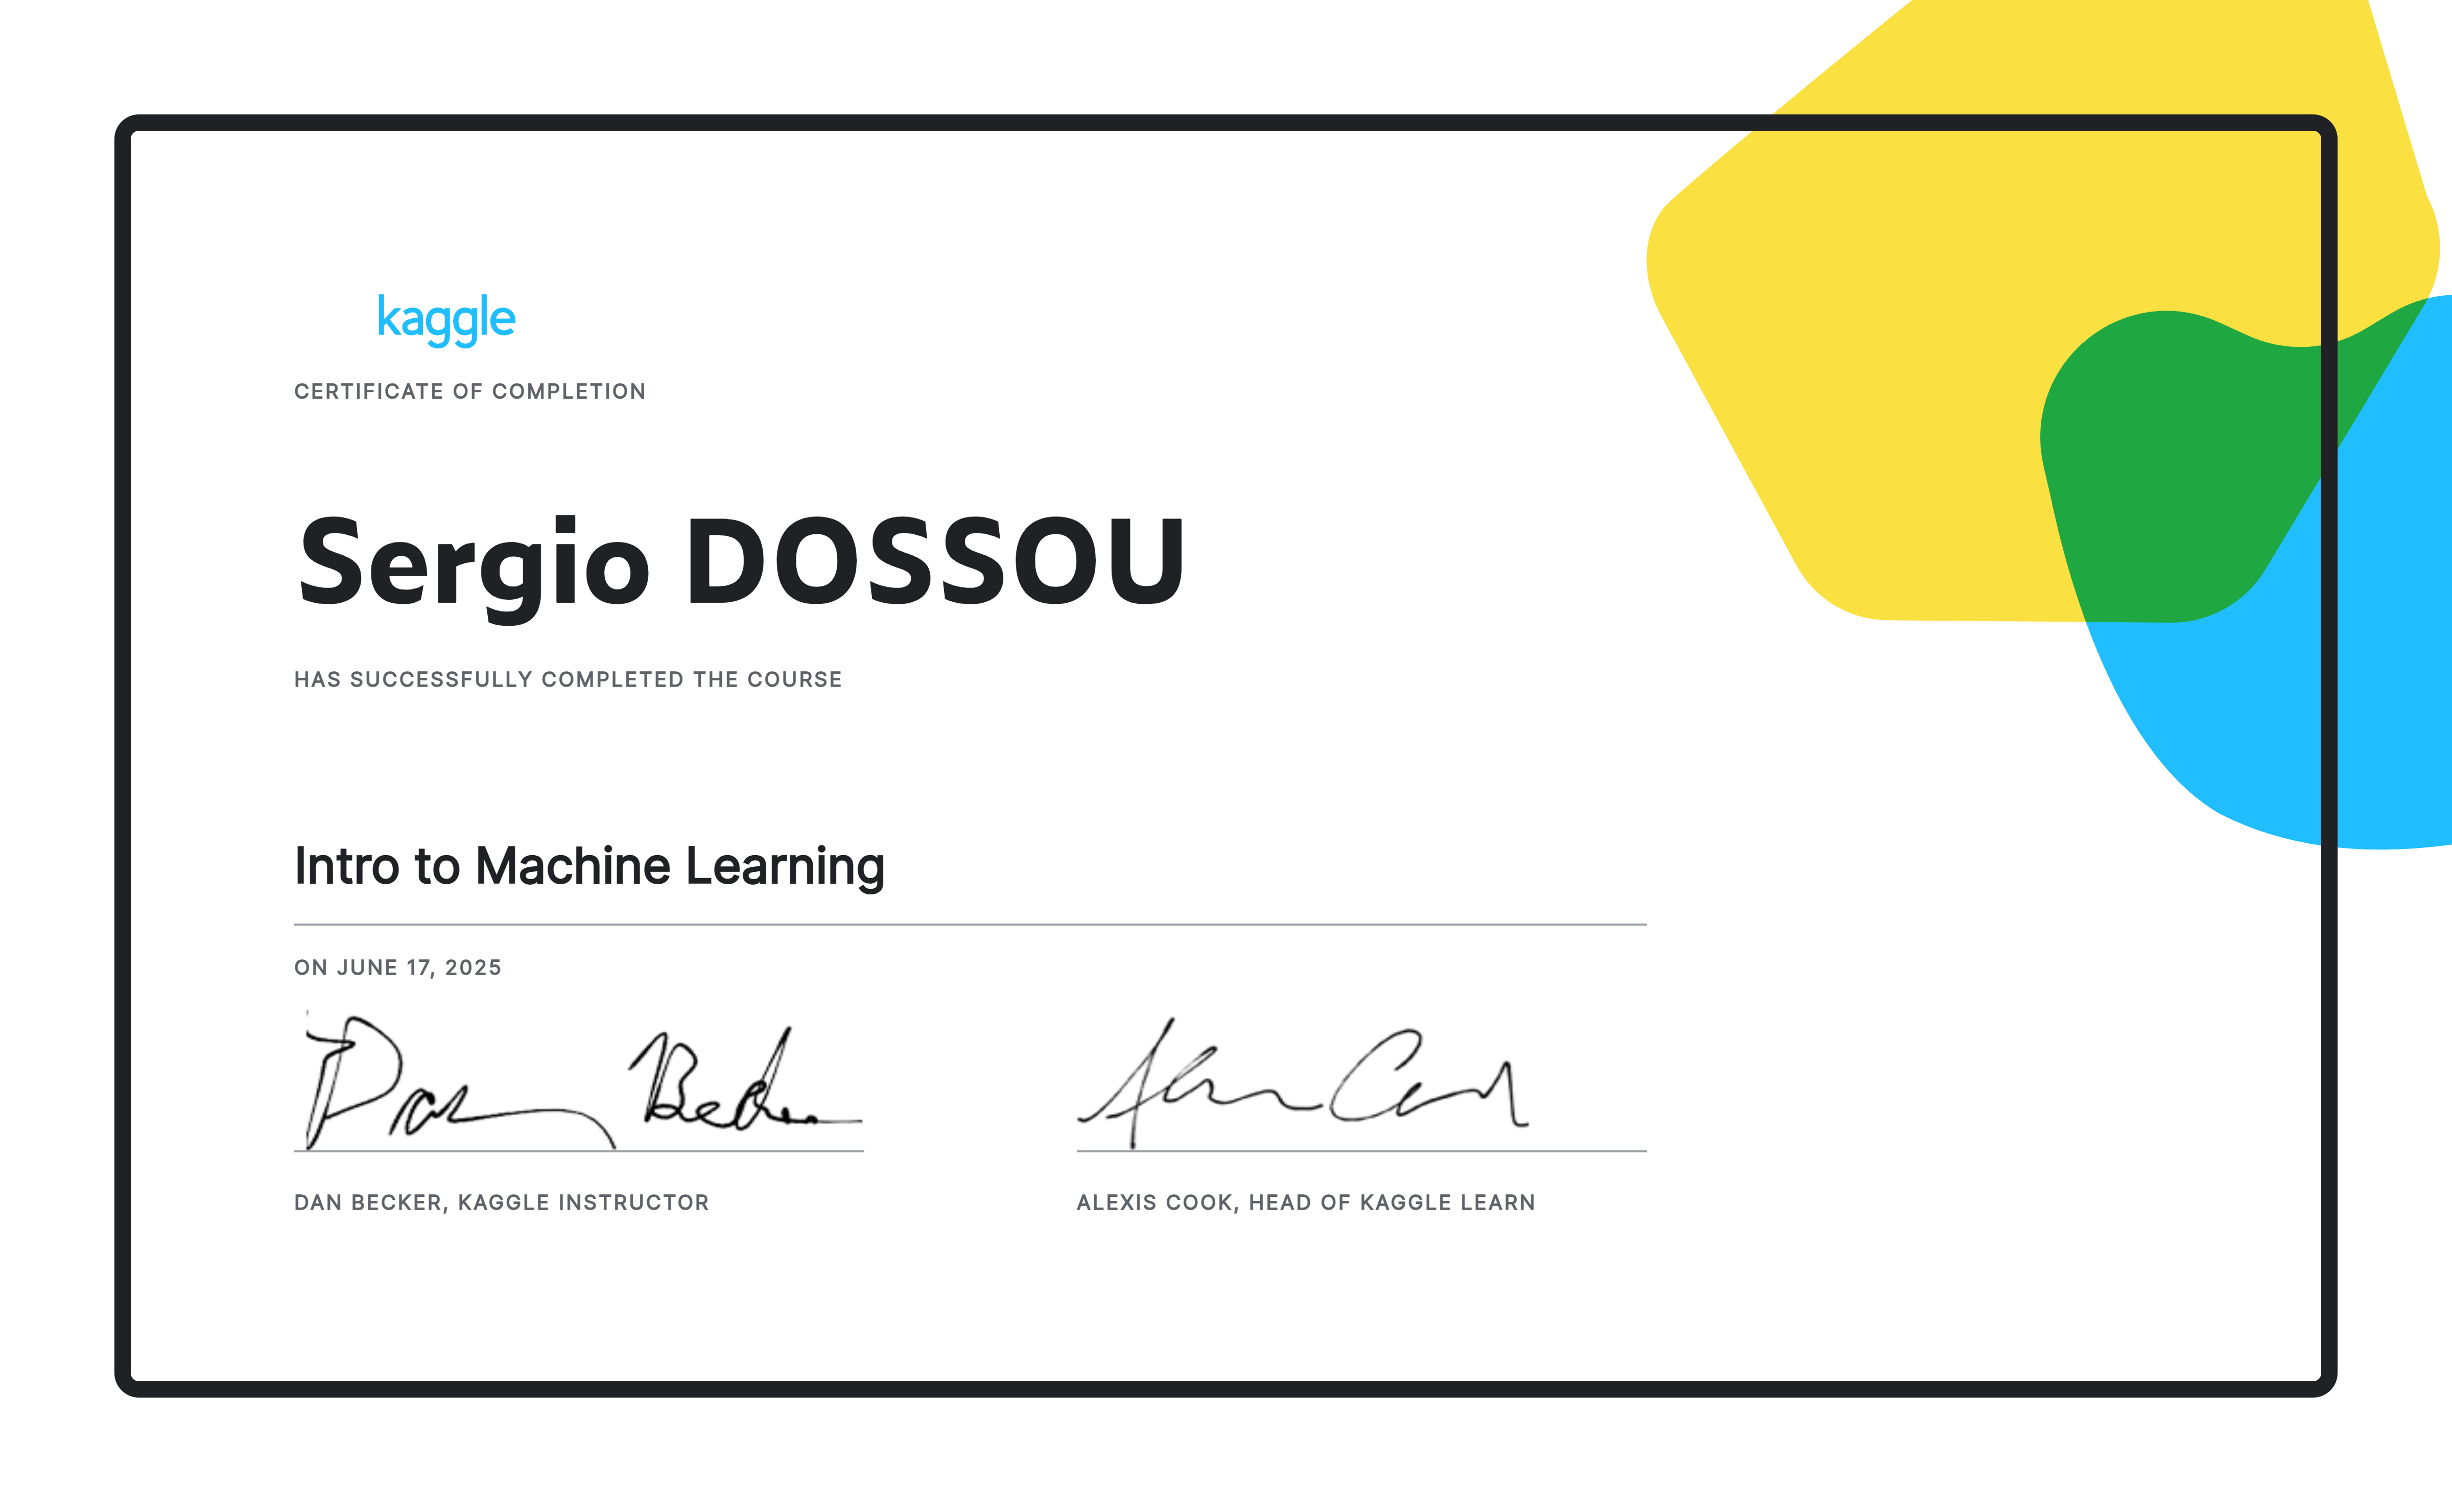 kaggle
CERTIFICATE OF COMPLETION
Sergio DOSSOU
HAS SUCCESSFULLY COMPLETED THE COURSE
Intro to Machine Learning
ON JUNE 17, 2025
Dan Becker
Alexis Cook
DAN BECKER, KAGGLE INSTRUCTOR
ALEXIS COOK, HEAD OF KAGGLE LEARN